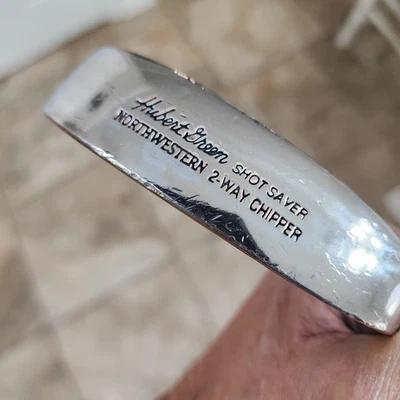 Hubert Green SHOT SAVER
NORTHWESTERN 2-WAY CHIPPER